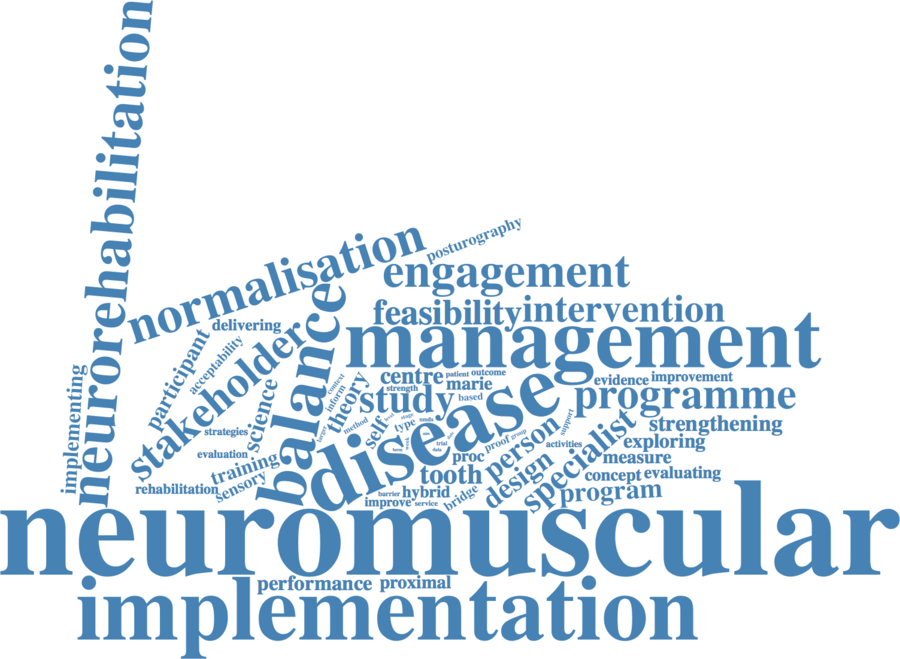 neurorehabilitation
posturography
normalisation
engagement
feasibility
intervention
delivering
participant
acceptability
stakeholder
balance
management
implementing
science
theory
context
inform
centre
patient
outcome
strength
marie
study
based
disease
evidence
improvement
programme
strengthening
strategies
evaluation
method
self
type
stage
trial
data
support
person
proof
group
activities
specialist
exploring
measure
training
sensory
rehabilitation
proc
tooth
design
concept
evaluating
barrier
hybrid
improve
service
bridge
program
neuromuscular
performance
proximal
implementation